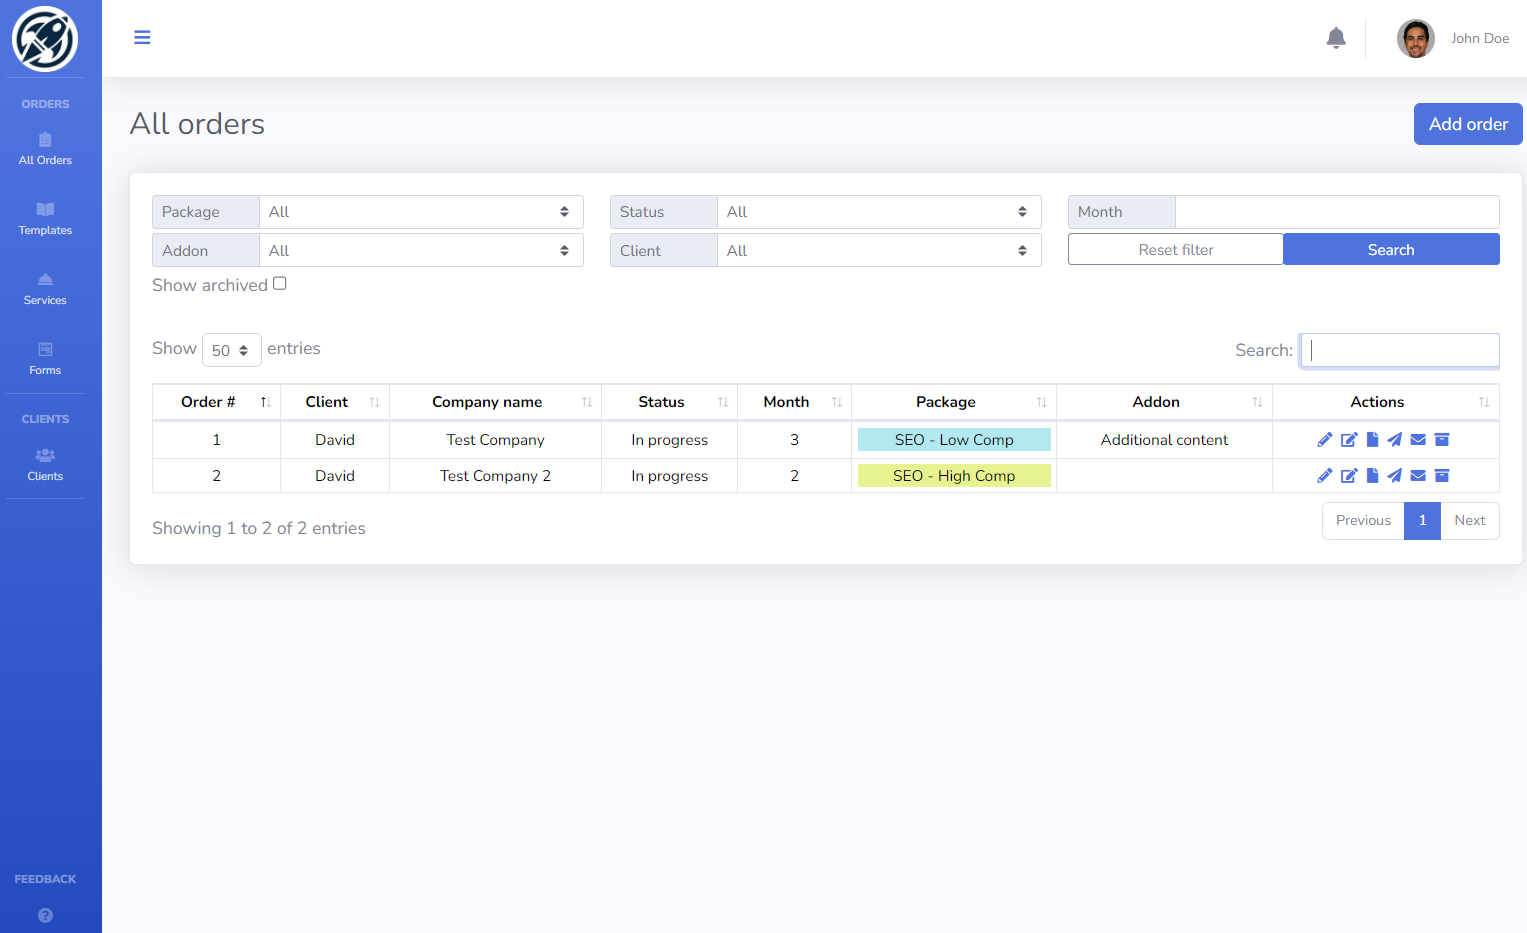 John Doe
ORDERS
All Orders
Templates
Services
Forms
CLIENTS
Clients
FEEDBACK
All orders
Add order
Package All Status All Month
Addon All Client All Reset filter Search
Show archived
Show 50 entries Search:
Order # Client Company name Status Month Package Addon Actions
1 David Test Company In progress 3 SEO - Low Comp Additional content
2 David Test Company 2 In progress 2 SEO - High Comp
Showing 1 to 2 of 2 entries Previous 1 Next